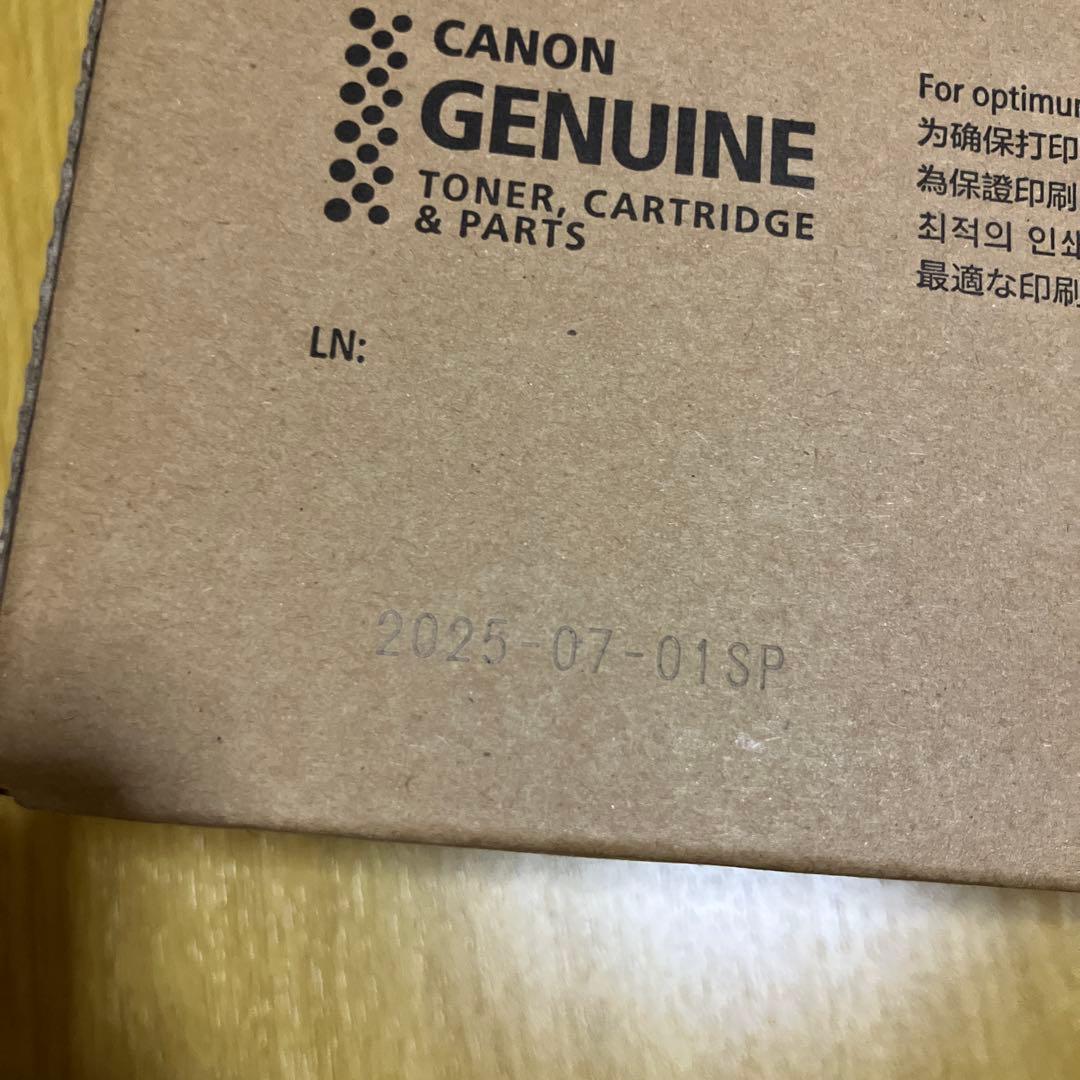 CANON
GENUINE
TONER, CARTRIDGE
& PARTS
For optimum
为确保打印
為保證印刷
최적의 인쇄
最適な印刷
LN:
2025-07-01SP